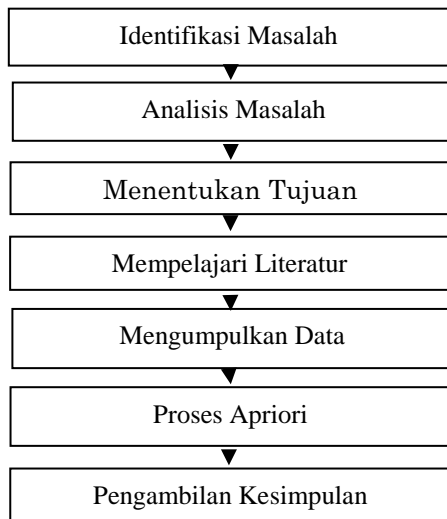 Identifikasi Masalah
Analisis Masalah
Menentukan Tujuan
Mempelajari Literatur
Mengumpulkan Data
Proses Apriori
Pengambilan Kesimpulan